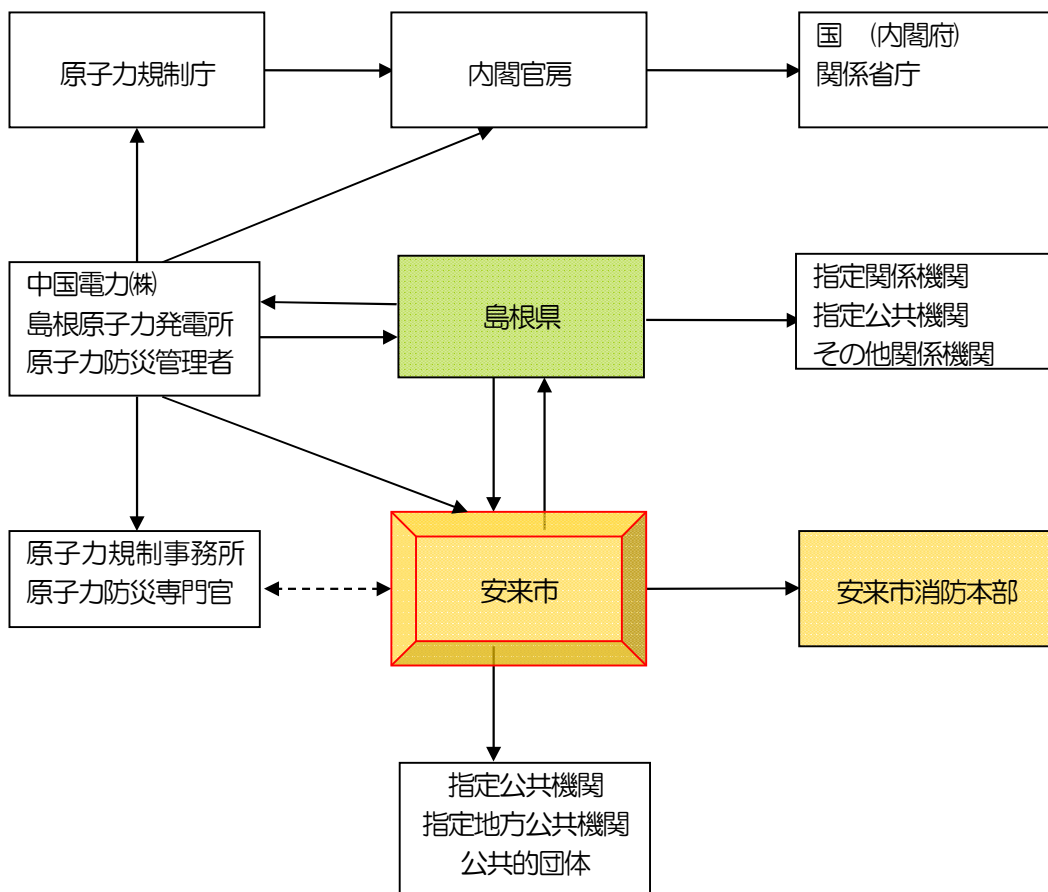 原子力規制庁
内閣官房
国　(内閣府)
関係省庁
中国電力㈱
島根原子力発電所
原子力防災管理者
島根県
指定関係機関
指定公共機関
その他関係機関
原子力規制事務所
原子力防災専門官
安来市
安来市消防本部
指定公共機関
指定地方公共機関
公共的団体